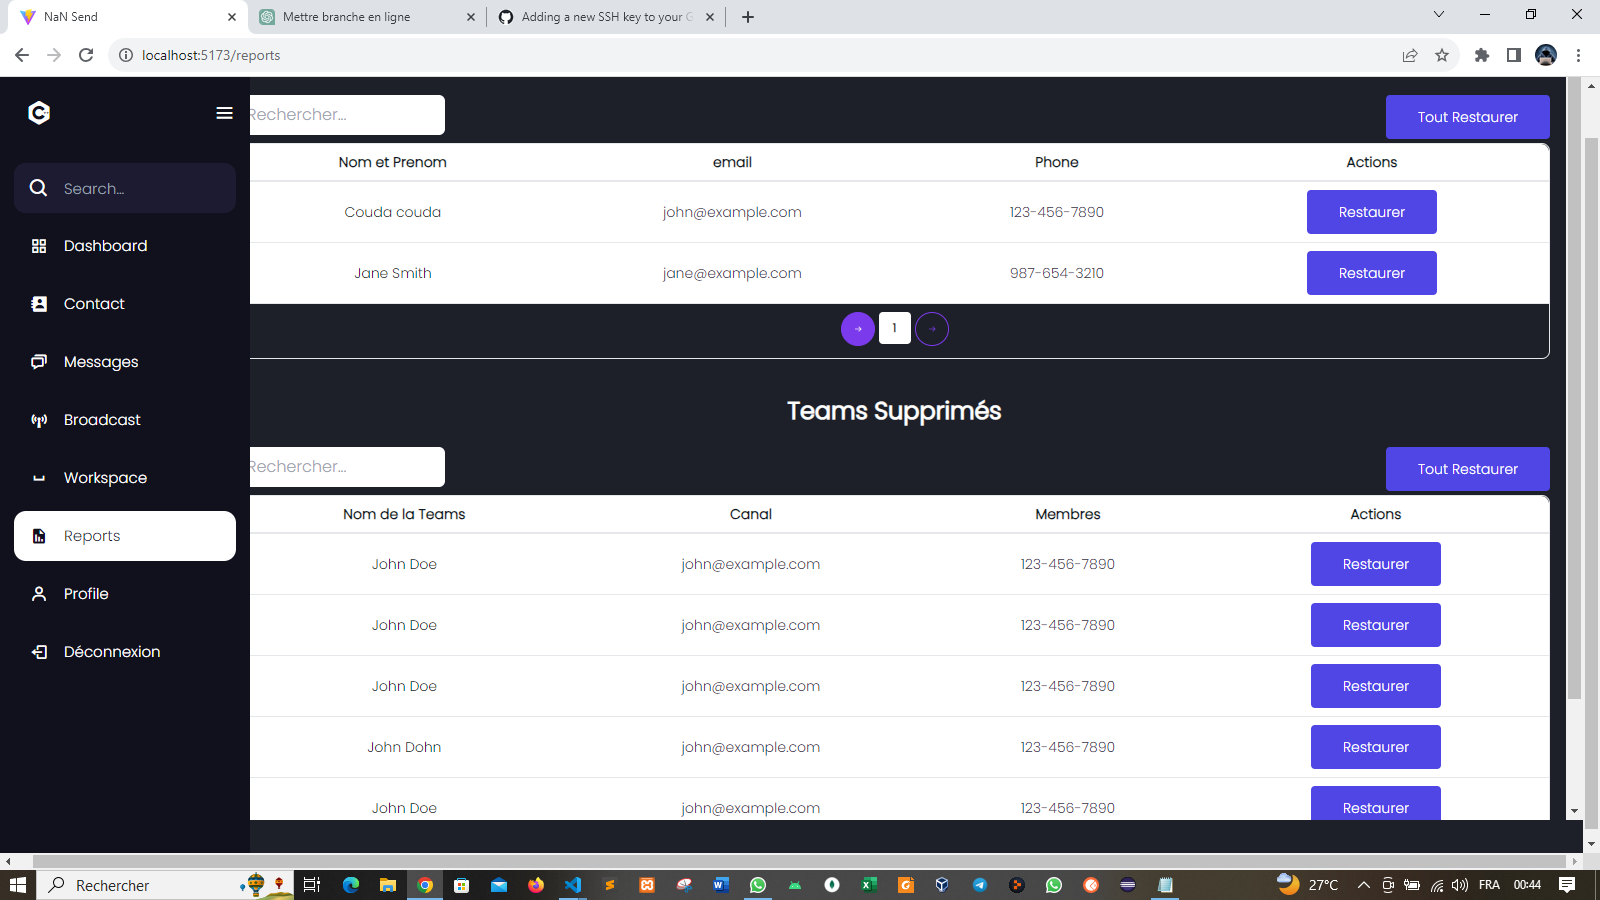 NaN Send
Mettre branche en ligne
Adding a new SSH key to your G
localhost:5173/reports
C
Rechercher...
Tout Restaurer
Search...
Nom et Prenom email Phone Actions
Couda couda john@example.com 123-456-7890 Restaurer
Jane Smith jane@example.com 987-654-3210 Restaurer
1
Dashboard
Contact
Messages
Broadcast
Workspace
Reports
Profile
Déconnexion
Teams Supprimés
Rechercher...
Tout Restaurer
Nom de la Teams Canal Membres Actions
John Doe john@example.com 123-456-7890 Restaurer
John Doe john@example.com 123-456-7890 Restaurer
John Doe john@example.com 123-456-7890 Restaurer
John Dohn john@example.com 123-456-7890 Restaurer
John Doe john@example.com 123-456-7890 Restaurer
Rechercher
27°C
FRA
00:44